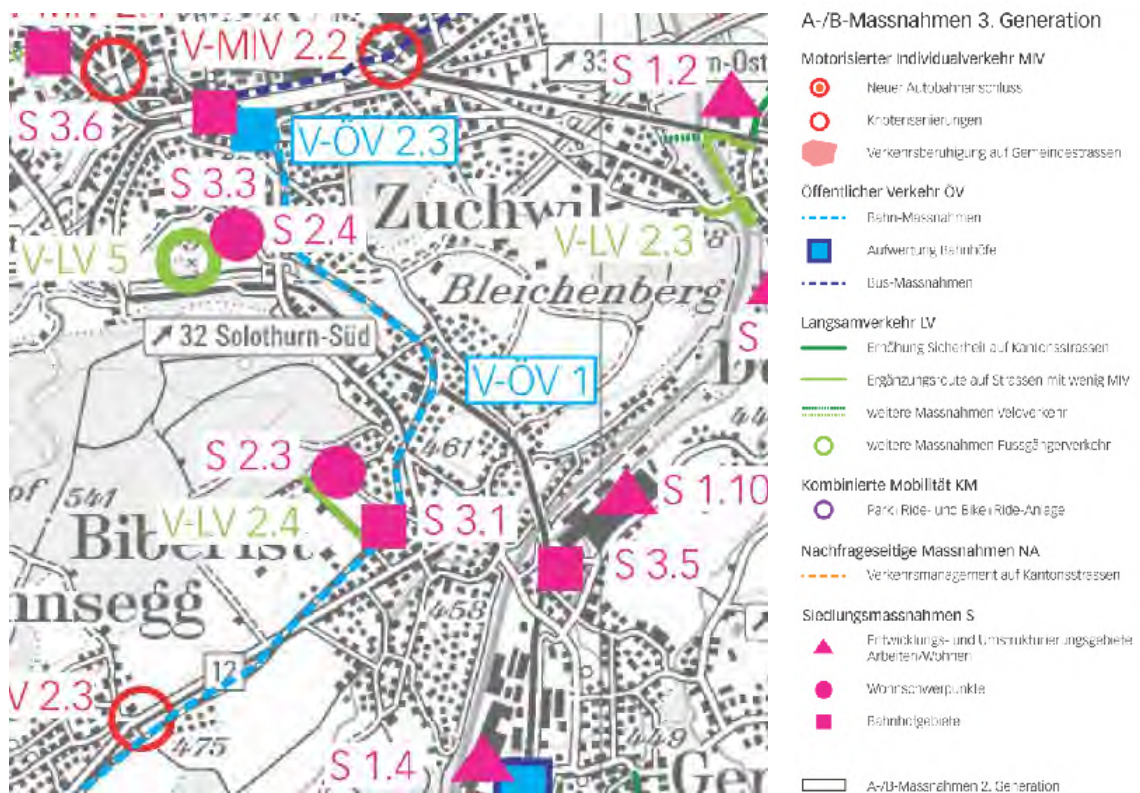 V-MIV 2.2
S 1.2
S 3.6
V-ÖV 2.3
S 3.3
Zuchwil
S 2.4
V-LV 5
V-LV 2.3
8
Bleichenberg
32 Solothurn-Süd
S
V-ÖV 1
461
S 2.3
541
S 1.10
V-LV 2.4
S 3.1
Biberist
S 3.5
nnsegg
458
12
V 2.3
475
449
S 1.4
Ger
A-/B-Massnahmen 3. Generation
Motorisierter Individualverkehr MIV
Neuer Autobahnanschluss
Knotensanierungen
Verkehrsberuhigung auf Gemeindestrassen
Öffentlicher Verkehr ÖV
Bahn-Massnahmen
Aufwertung Bahnhöfe
Bus-Massnahmen
Langsamverkehr LV
Erhöhung Sicherheit auf Kantonsstrassen
Ergänzungsroute auf Strassen mit wenig MIV
weitere Massnahmen Veloverkehr
weitere Massnahmen Fussgängerverkehr
Kombinierte Mobilität KM
Park+Ride- und Bike+Ride-Anlage
Nachfrageseitige Massnahmen NA
Verkehrsmanagement auf Kantonsstrassen
Siedlungsmassnahmen S
Entwicklungs- und Umstrukturierungsgebiete
Arbeiten/Wohnen
Wohnschwerpunkte
Bahnhofgebiete
A-/B-Massnahmen 2. Generation